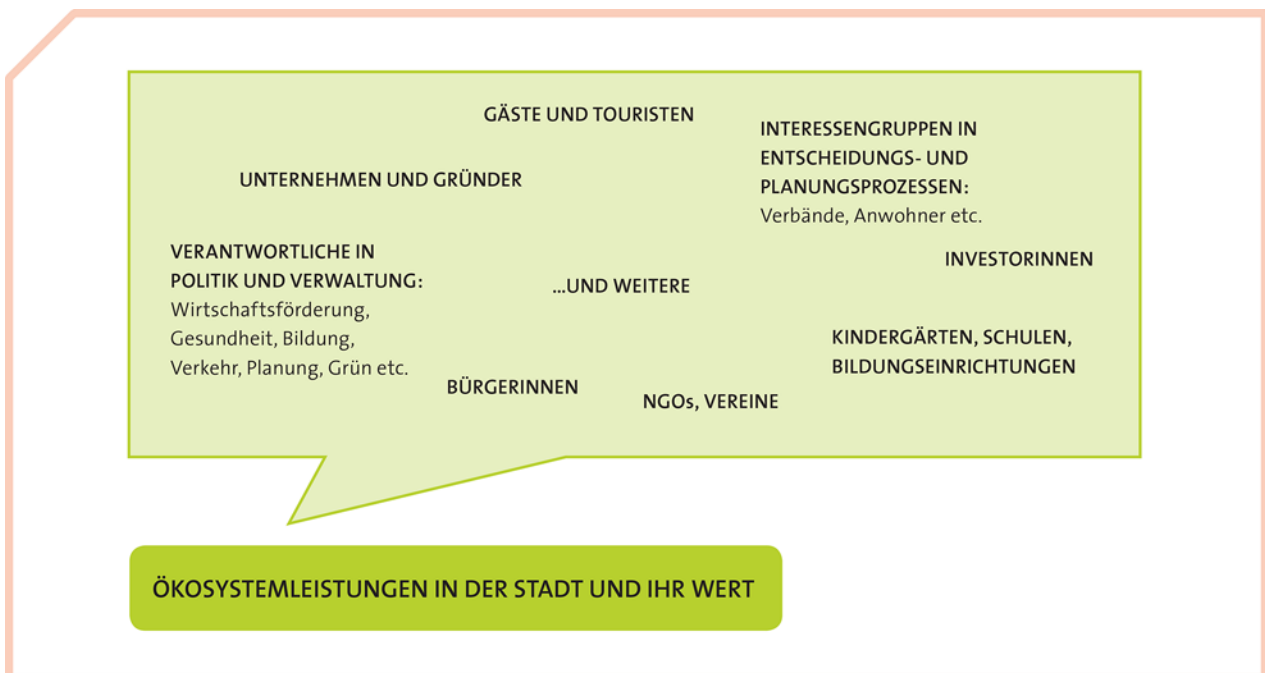 GÄSTE UND TOURISTEN
INTERESSENGRUPPEN IN
ENTSCHEIDUNGS- UND
PLANUNGSPROZESSEN:
Verbände, Anwohner etc.
UNTERNEHMEN UND GRÜNDER
VERANTWORTLICHE IN
POLITIK UND VERWALTUNG:
Wirtschaftsförderung,
Gesundheit, Bildung,
Verkehr, Planung, Grün etc.
...UND WEITERE
INVESTORINNEN
KINDERGÄRTEN, SCHULEN,
BILDUNGSEINRICHTUNGEN
BÜRGERINNEN
NGOs, VEREINE
ÖKOSYSTEMLEISTUNGEN IN DER STADT UND IHR WERT